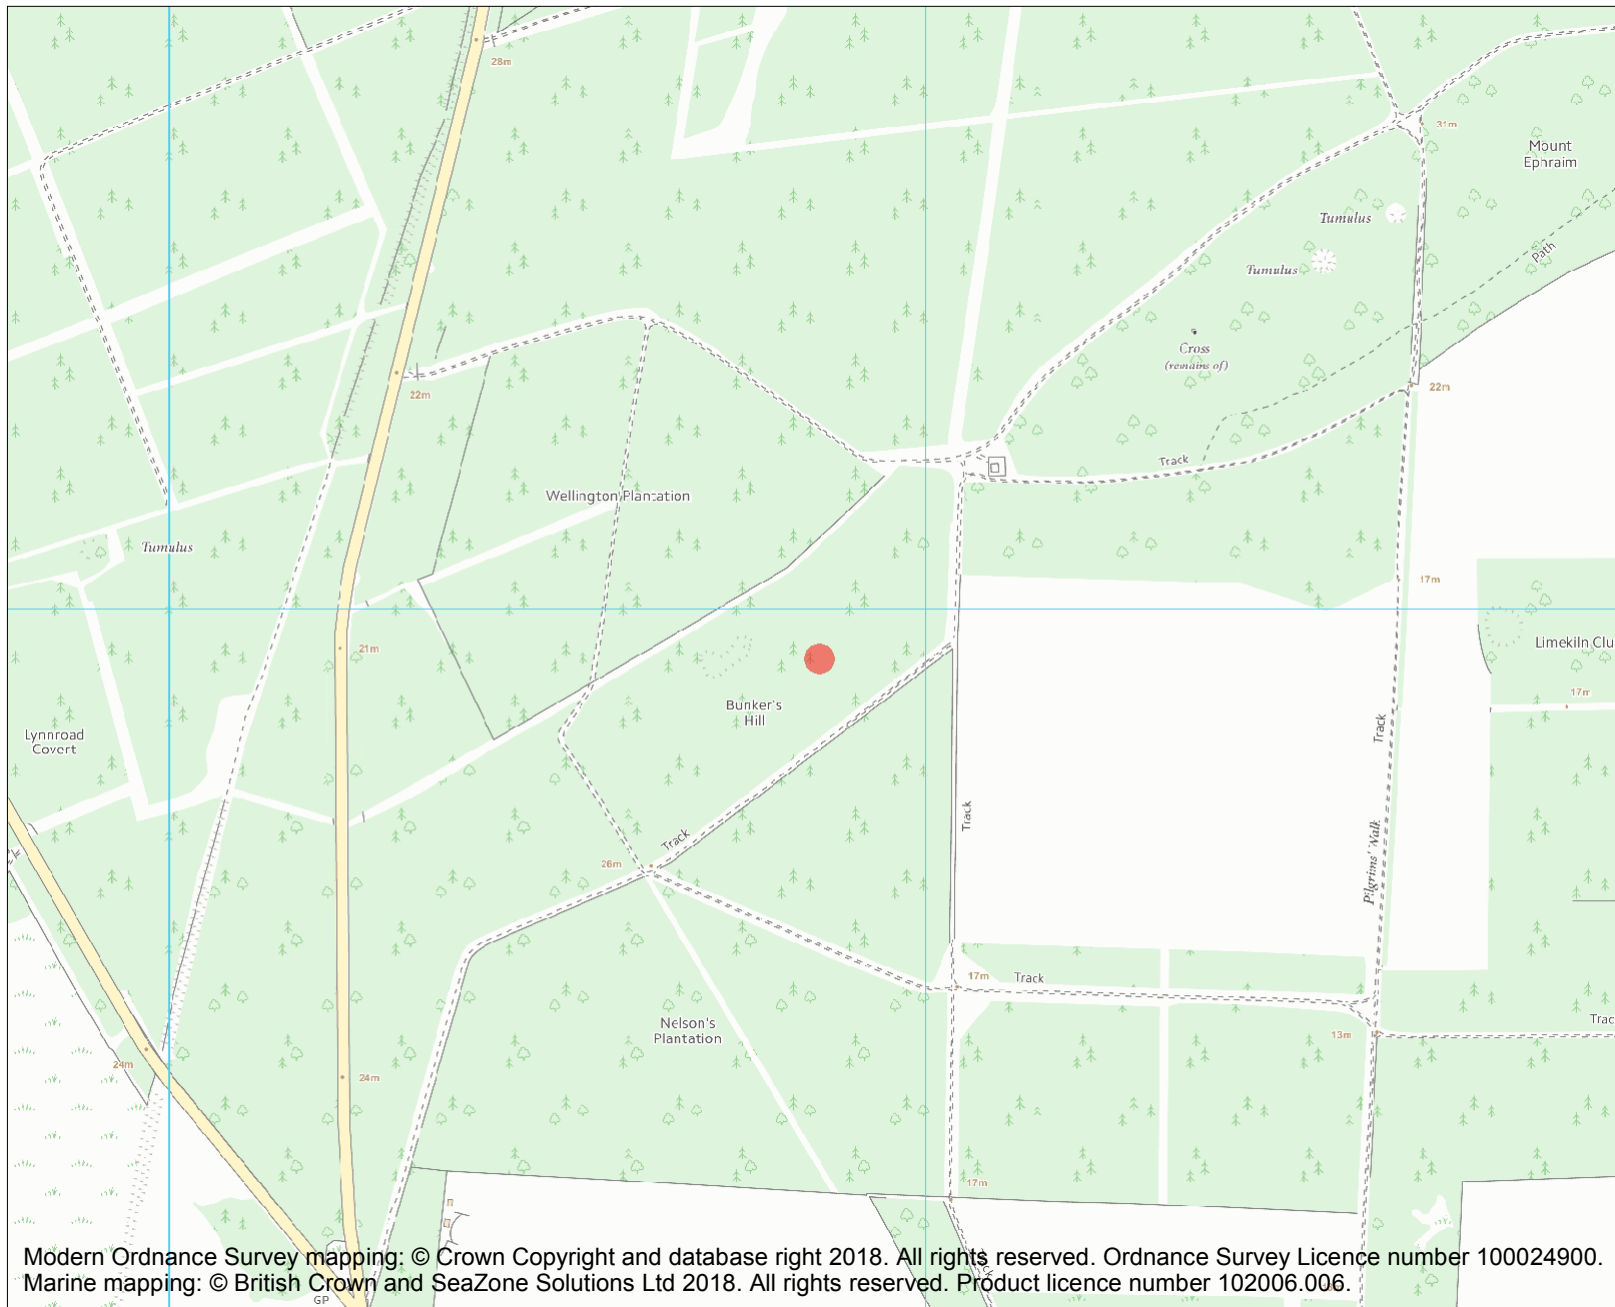 28m
31m
Mount
Ephraim
Tumulus
Path
Tumulus
Cross
(remains of)
22m
22m
Track
Wellington Plantation
Tumulus
17m
21m
Limekiln Clu
17m
Bunker's
Hill
Lynnroad
Covert
Track
Track
Track
26m
Pilgrims' Walk
17m
Track
Nelson's
Plantation
13m
Trac
24m
24m
17m
Modern Ordnance Survey mapping: © Crown Copyright and database right 2018. All rights reserved. Ordnance Survey Licence number 100024900.
Marine mapping: © British Crown and SeaZone Solutions Ltd 2018. All rights reserved. Product licence number 102006.006.
GP